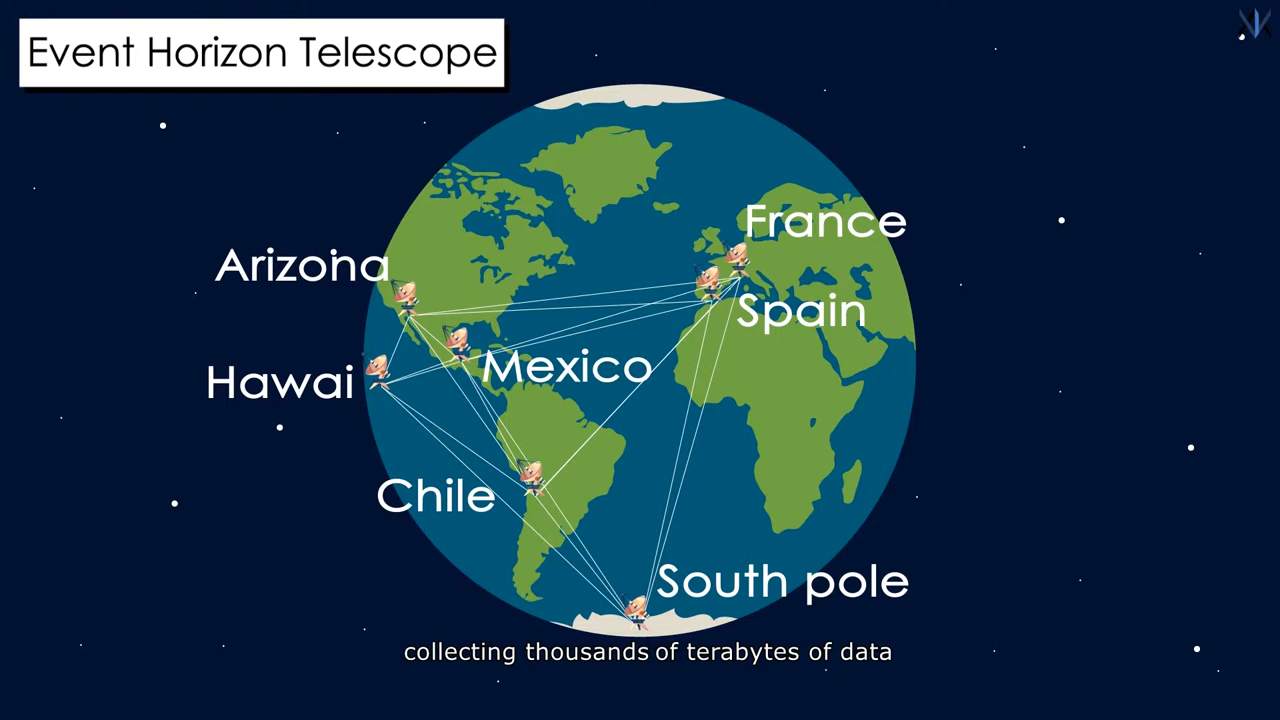 Event Horizon Telescope
France
Arizona
Spain
Mexico
Hawai
Chile
South pole
collecting thousands of terabytes of data